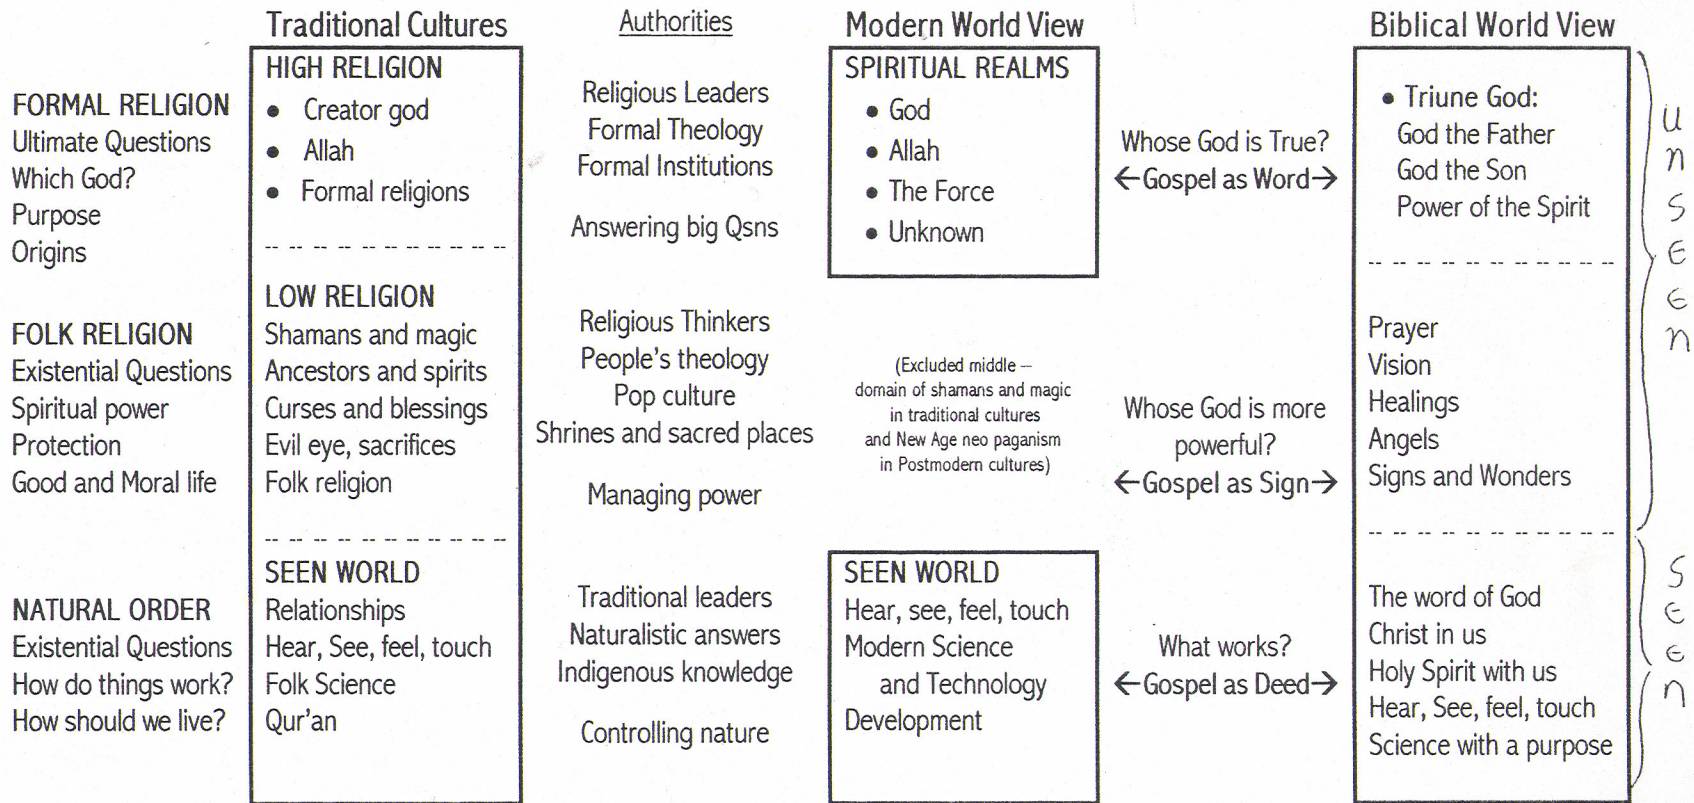 Traditional Cultures
Authorities
Modern World View
Biblical World View
FORMAL RELIGION
Ultimate Questions
Which God?
Purpose
Origins
HIGH RELIGION
• Creator god
• Allah
• Formal religions
Religious Leaders
Formal Theology
Formal Institutions
Answering big Qsns
SPIRITUAL REALMS
• God
• Allah
• The Force
• Unknown
Whose God is True?
←Gospel as Word→
• Triune God:
God the Father
God the Son
Power of the Spirit
UNSEEN
FOLK RELIGION
Existential Questions
Spiritual power
Protection
Good and Moral life
LOW RELIGION
Shamans and magic
Ancestors and spirits
Curses and blessings
Evil eye, sacrifices
Folk religion
Religious Thinkers
People's theology
Pop culture
Shrines and sacred places
Managing power
(Excluded middle –
domain of shamans and magic
in traditional cultures
and New Age neo paganism
in Postmodern cultures)
Whose God is more
powerful?
←Gospel as Sign→
Prayer
Vision
Healings
Angels
Signs and Wonders
NATURAL ORDER
Existential Questions
How do things work?
How should we live?
SEEN WORLD
Relationships
Hear, See, feel, touch
Folk Science
Qur'an
Traditional leaders
Naturalistic answers
Indigenous knowledge
Controlling nature
SEEN WORLD
Hear, see, feel, touch
Modern Science
and Technology
Development
What works?
←Gospel as Deed→
The word of God
Christ in us
Holy Spirit with us
Hear, See, feel, touch
Science with a purpose
SEEN